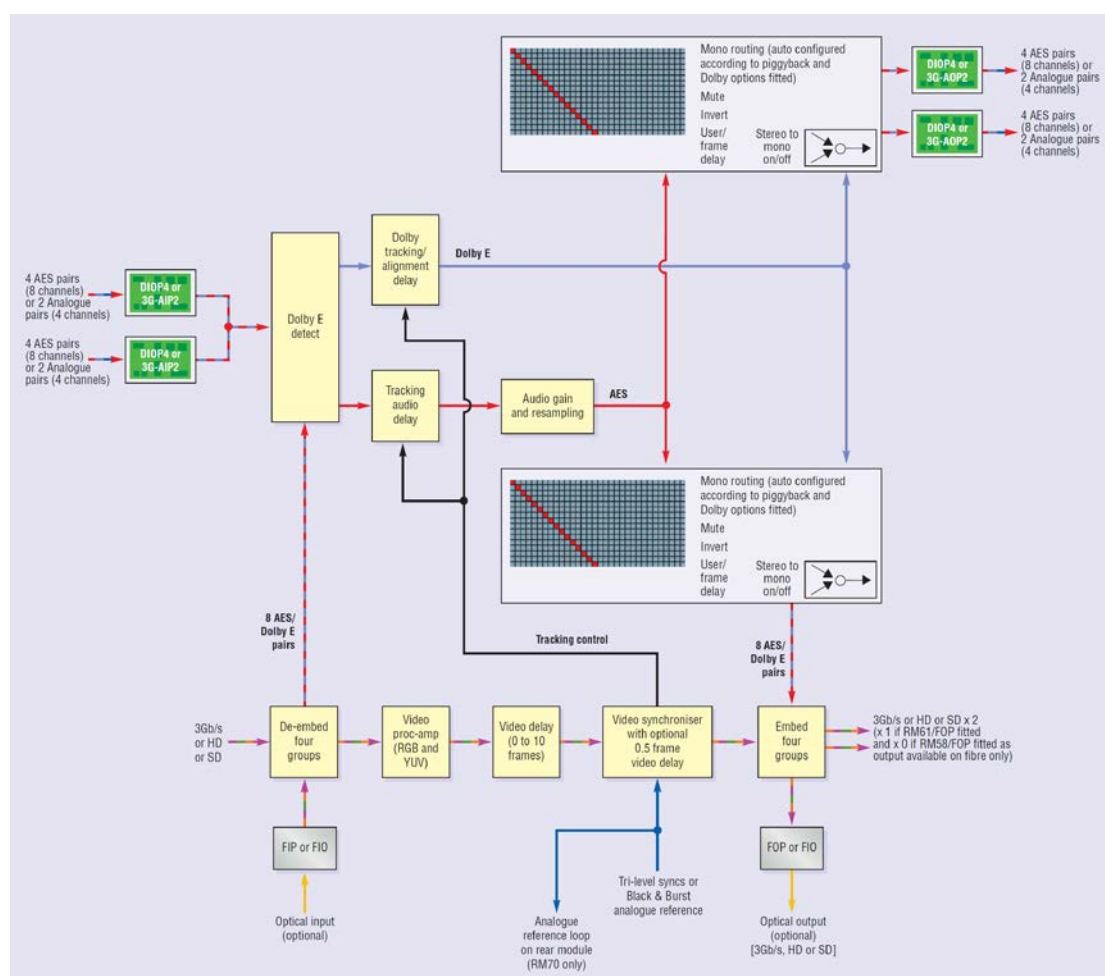 Mono routing (auto configured
according to piggyback and
Dolby options fitted)
Mute
Invert
User/
frame
delay
Stereo to
mono
on/off
DIOP4 or
3G-AOP2
4 AES pairs
(8 channels) or
2 Analogue pairs
(4 channels)
DIOP4 or
3G-AOP2
4 AES pairs
(8 channels) or
2 Analogue pairs
(4 channels)
4 AES pairs
(8 channels)
or 2 Analogue
pairs (4 channels)
DIOP4 or
3G-AIP2
4 AES pairs
(8 channels)
or 2 Analogue
pairs (4 channels)
DIOP4 or
3G-AIP2
Dolby E
detect
Dolby
tracking/
alignment
delay
Dolby E
Tracking
audio
delay
Audio gain
and resampling
AES
Mono routing (auto configured
according to piggyback and
Dolby options fitted)
Mute
Invert
User/
frame
delay
Stereo to
mono
on/off
8 AES/
Dolby E
pairs
Tracking control
8 AES/
Dolby E
pairs
3Gb/s
or HD
or SD
De-embed
four
groups
Video
proc-amp
(RGB and
YUV)
Video delay
(0 to 10
frames)
Video synchroniser
with optional
0.5 frame
video delay
Embed
four
groups
3Gb/s or HD or SD x 2
(x 1 if RM61/FOP fitted
and x 0 if RM58/FOP fitted as
output available on fibre only)
FIP or FIO
FOP or FIO
Optical input
(optional)
Analogue
reference loop
on rear module
(RM70 only)
Tri-level syncs or
Black & Burst
analogue reference
Optical output
(optional)
[3Gb/s, HD or SD]